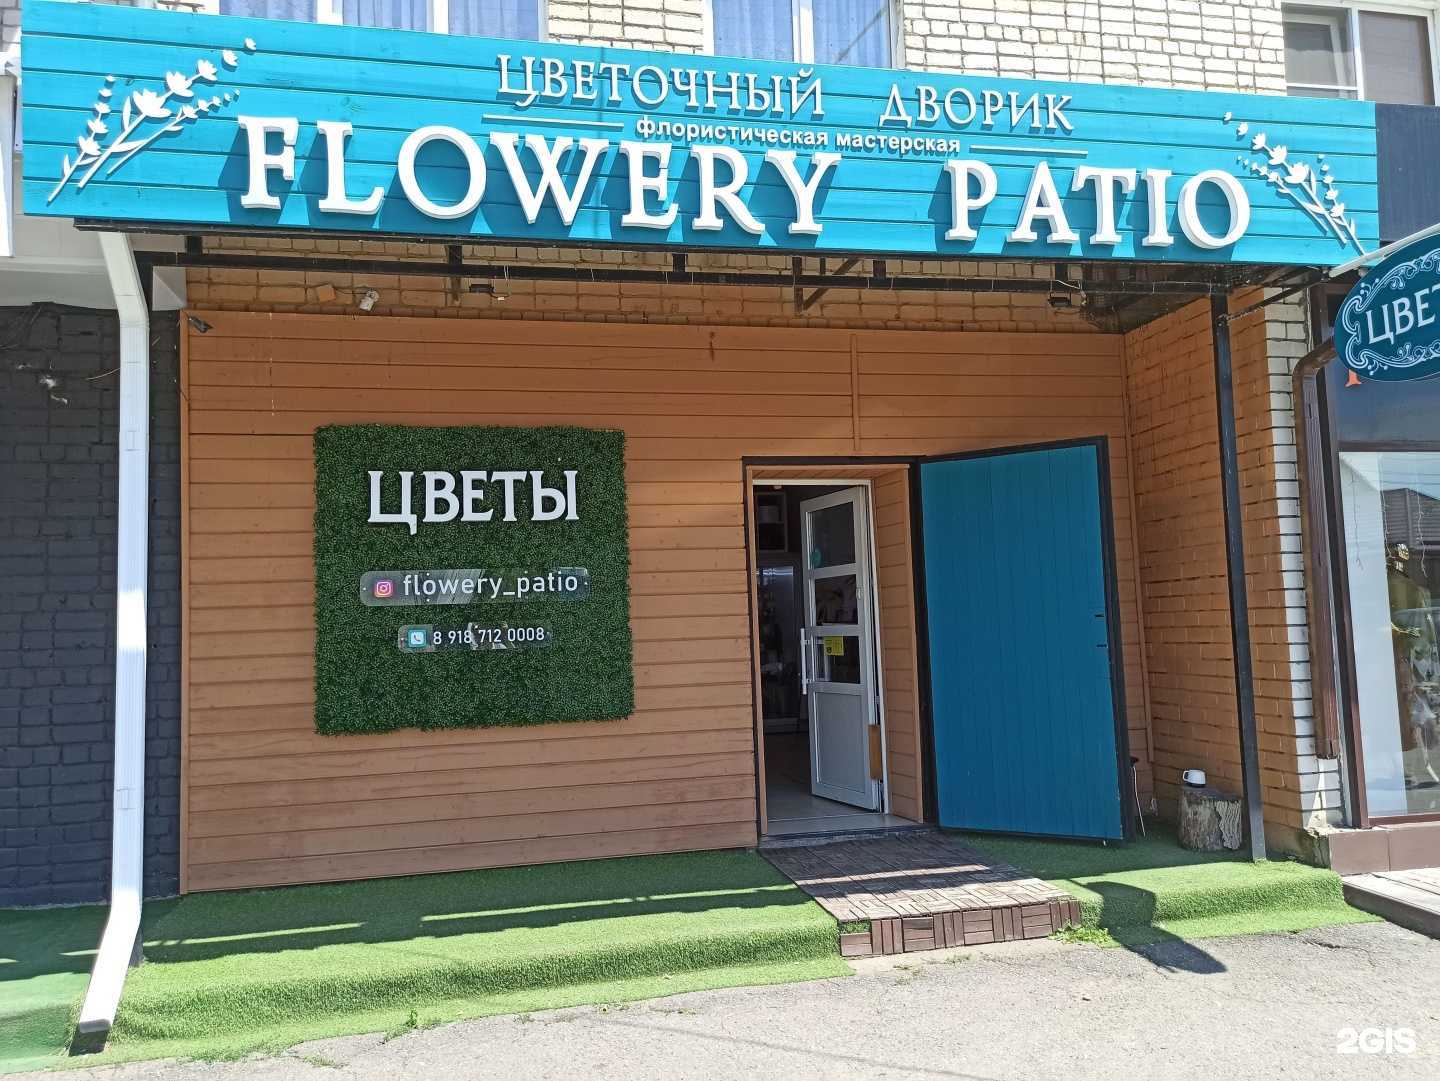 ЦВЕТОЧНЫЙ ДВОРИК
флористическая мастерская
FLOWERY PATIO
ЦВЕТЫ
flowery_patio
8 918 712 0008
2GIS